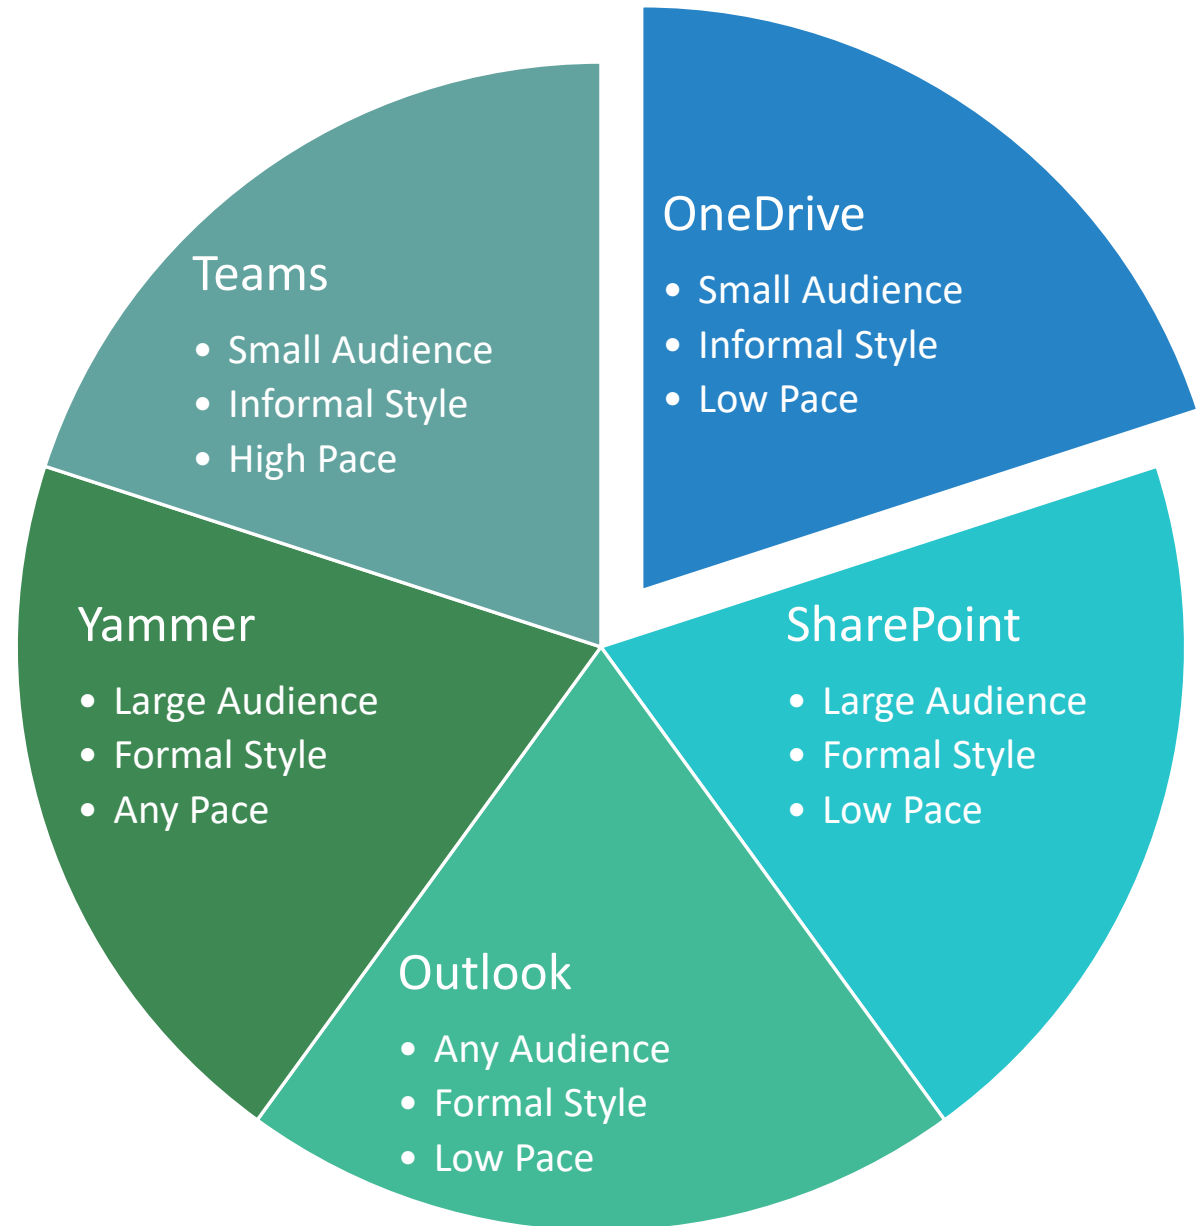 OneDrive
• Small Audience
• Informal Style
• Low Pace
SharePoint
• Large Audience
• Formal Style
• Low Pace
Outlook
• Any Audience
• Formal Style
• Low Pace
Yammer
• Large Audience
• Formal Style
• Any Pace
Teams
• Small Audience
• Informal Style
• High Pace